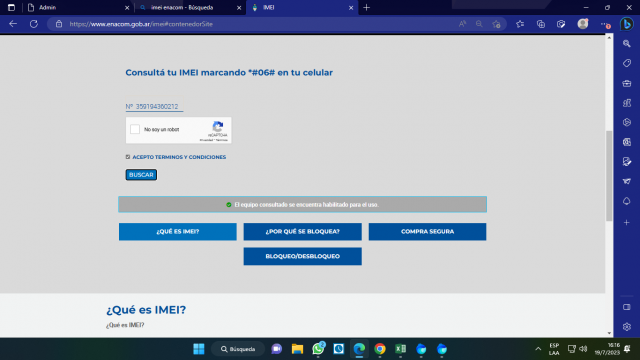 Admin
imei enacom - Búsqueda
IMEI
https://www.enacom.gob.ar/imei#contenedorSite
Consultá tu IMEI marcando *#06# en tu celular
Nº 359194360212
No soy un robot
reCAPTCHA
Privacidad - Términos
ACEPTO TERMINOS Y CONDICIONES
BUSCAR
El equipo consultado se encuentra habilitado para el uso.
¿QUÉ ES IMEI?
¿POR QUÉ SE BLOQUEA?
COMPRA SEGURA
BLOQUEO/DESBLOQUEO
¿Qué es IMEI?
¿Qué es IMEI?
Búsqueda
ESP
LAA
16:16
19/7/2023